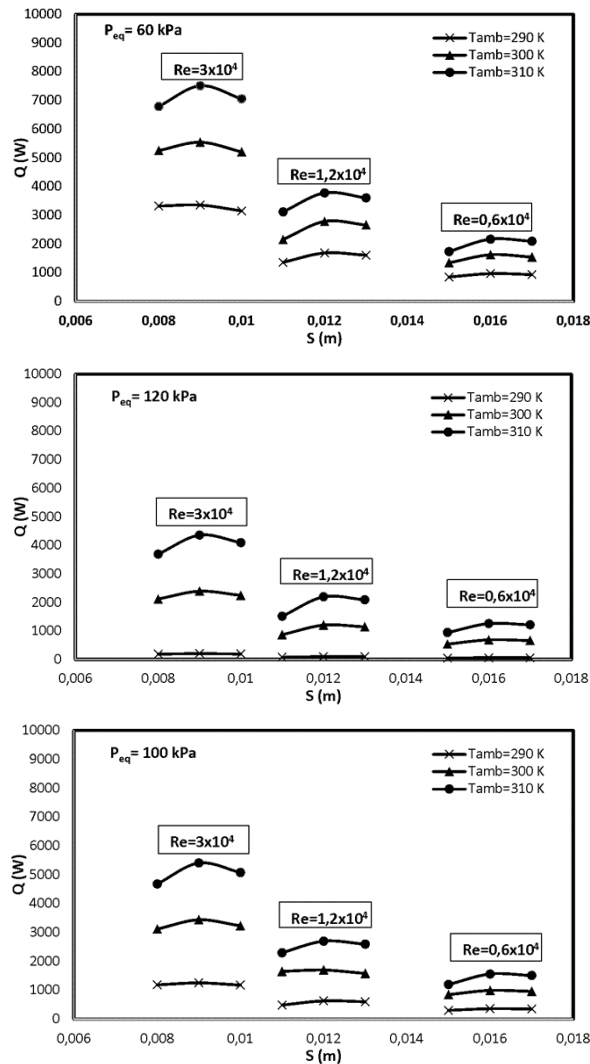 P_eq= 60 kPa
Tamb=290 K
Tamb=300 K
Tamb=310 K
Re=3x10⁴
Re=1,2x10⁴
Re=0,6x10⁴
Q (W)
10000
9000
8000
7000
6000
5000
4000
3000
2000
1000
0
0,006
0,008
0,01
0,012
0,014
0,016
0,018
S (m)
P_eq= 120 kPa
Tamb=290 K
Tamb=300 K
Tamb=310 K
Re=3x10⁴
Re=1,2x10⁴
Re=0,6x10⁴
Q (W)
10000
9000
8000
7000
6000
5000
4000
3000
2000
1000
0
0,006
0,008
0,01
0,012
0,014
0,016
0,018
S (m)
P_eq= 100 kPa
Tamb=290 K
Tamb=300 K
Tamb=310 K
Re=3x10⁴
Re=1,2x10⁴
Re=0,6x10⁴
Q (W)
10000
9000
8000
7000
6000
5000
4000
3000
2000
1000
0
0,006
0,008
0,01
0,012
0,014
0,016
0,018
S (m)